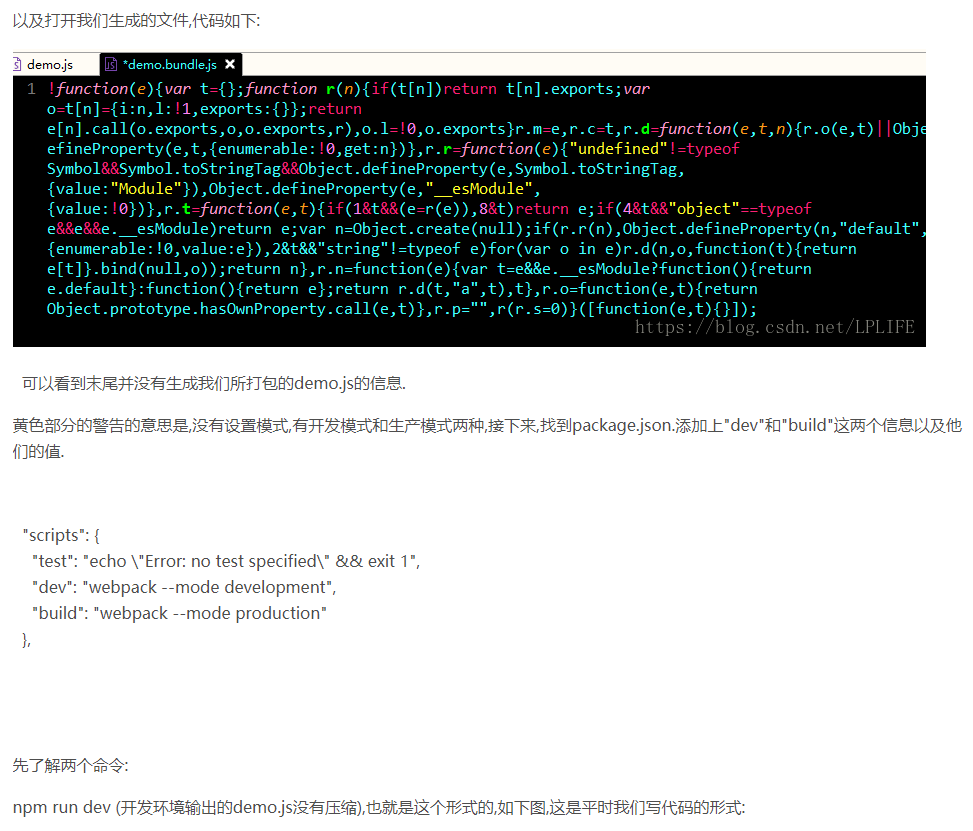 以及打开我们生成的文件,代码如下:
demo.js *demo.bundle.js
1 !function(e){var t={};function r(n){if(t[n])return t[n].exports;var
o=t[n]={i:n,l:!1,exports:{}};return
e[n].call(o.exports,o,o.exports,r),o.l=!0,o.exports}r.m=e,r.c=t,r.d=function(e,t,n){r.o(e,t)||Obje
efineProperty(e,t,{enumerable:!0,get:n})},r.r=function(e){"undefined"!=typeof
Symbol&&Symbol.toStringTag&&Object.defineProperty(e,Symbol.toStringTag,
{value:"Module"}),Object.defineProperty(e,"__esModule",
{value:!0})},r.t=function(e,t){if(1&t&&(e=r(e)),8&t)return e;if(4&t&&"object"==typeof
e&&e&&e.__esModule)return e;var n=Object.create(null);if(r.r(n),Object.defineProperty(n,"default",
{enumerable:!0,value:e}),2&t&&"string"!=typeof e)for(var o in e)r.d(n,o,function(t){return
e[t]}.bind(null,o));return n},r.n=function(e){var t=e&&e.__esModule?function(){return
e.default}:function(){return e};return r.d(t,"a",t),t},r.o=function(e,t){return
Object.prototype.hasOwnProperty.call(e,t)},r.p="",r(r.s=0)}([function(e,t){}]);
https://blog.csdn.net/LPLIFE
可以看到末尾并没有生成我们所打包的demo.js的信息.
黄色部分的警告的意思是,没有设置模式,有开发模式和生产模式两种,接下来,找到package.json.添加上"dev"和"build"这两个信息以及他
们的值.
"scripts": {
"test": "echo \"Error: no test specified\" && exit 1",
"dev": "webpack --mode development",
"build": "webpack --mode production"
},
先了解两个命令:
npm run dev (开发环境输出的demo.js没有压缩),也就是这个形式的,如下图,这是平时我们写代码的形式: